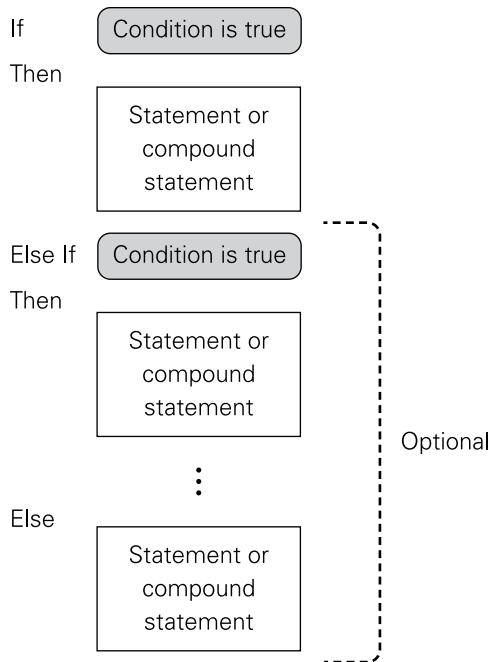 If
Condition is true
Then
Statement or
compound
statement
Else If
Condition is true
Then
Statement or
compound
statement
Optional
Else
Statement or
compound
statement